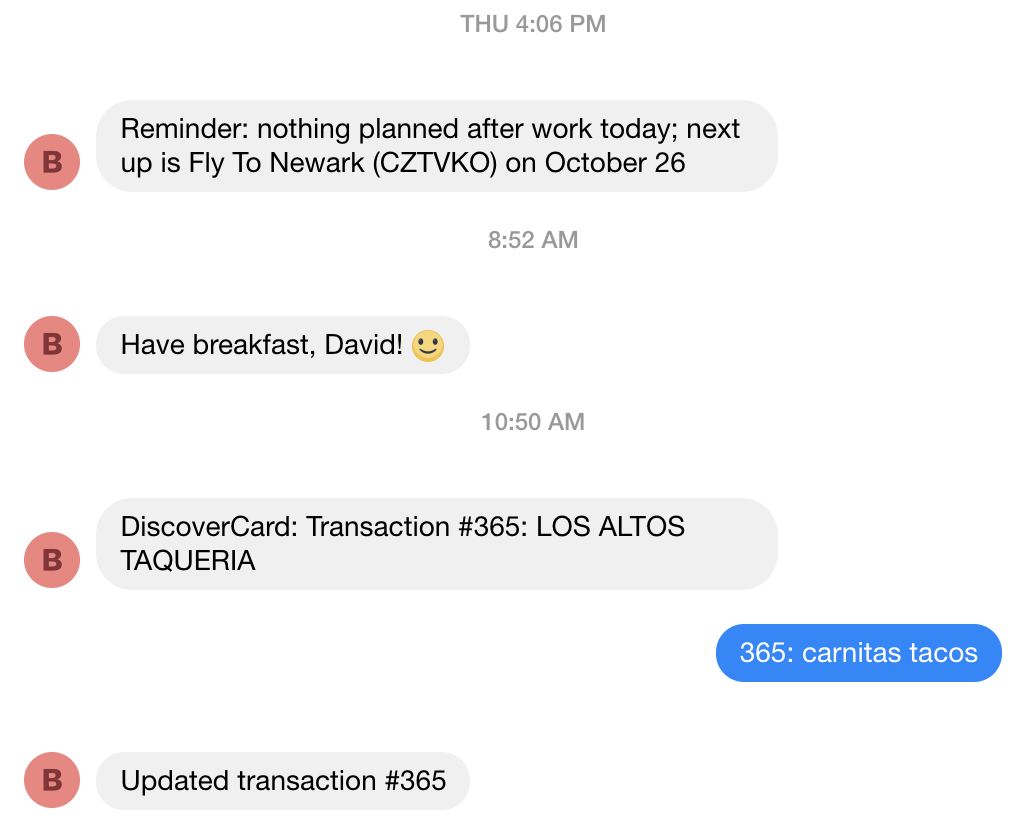 THU 4:06 PM
Reminder: nothing planned after work today; next
up is Fly To Newark (CZTVKO) on October 26
B
8:52 AM
B
Have breakfast, David! 🙂
10:50 AM
DiscoverCard: Transaction #365: LOS ALTOS
TAQUERIA
B
365: carnitas tacos
B
Updated transaction #365